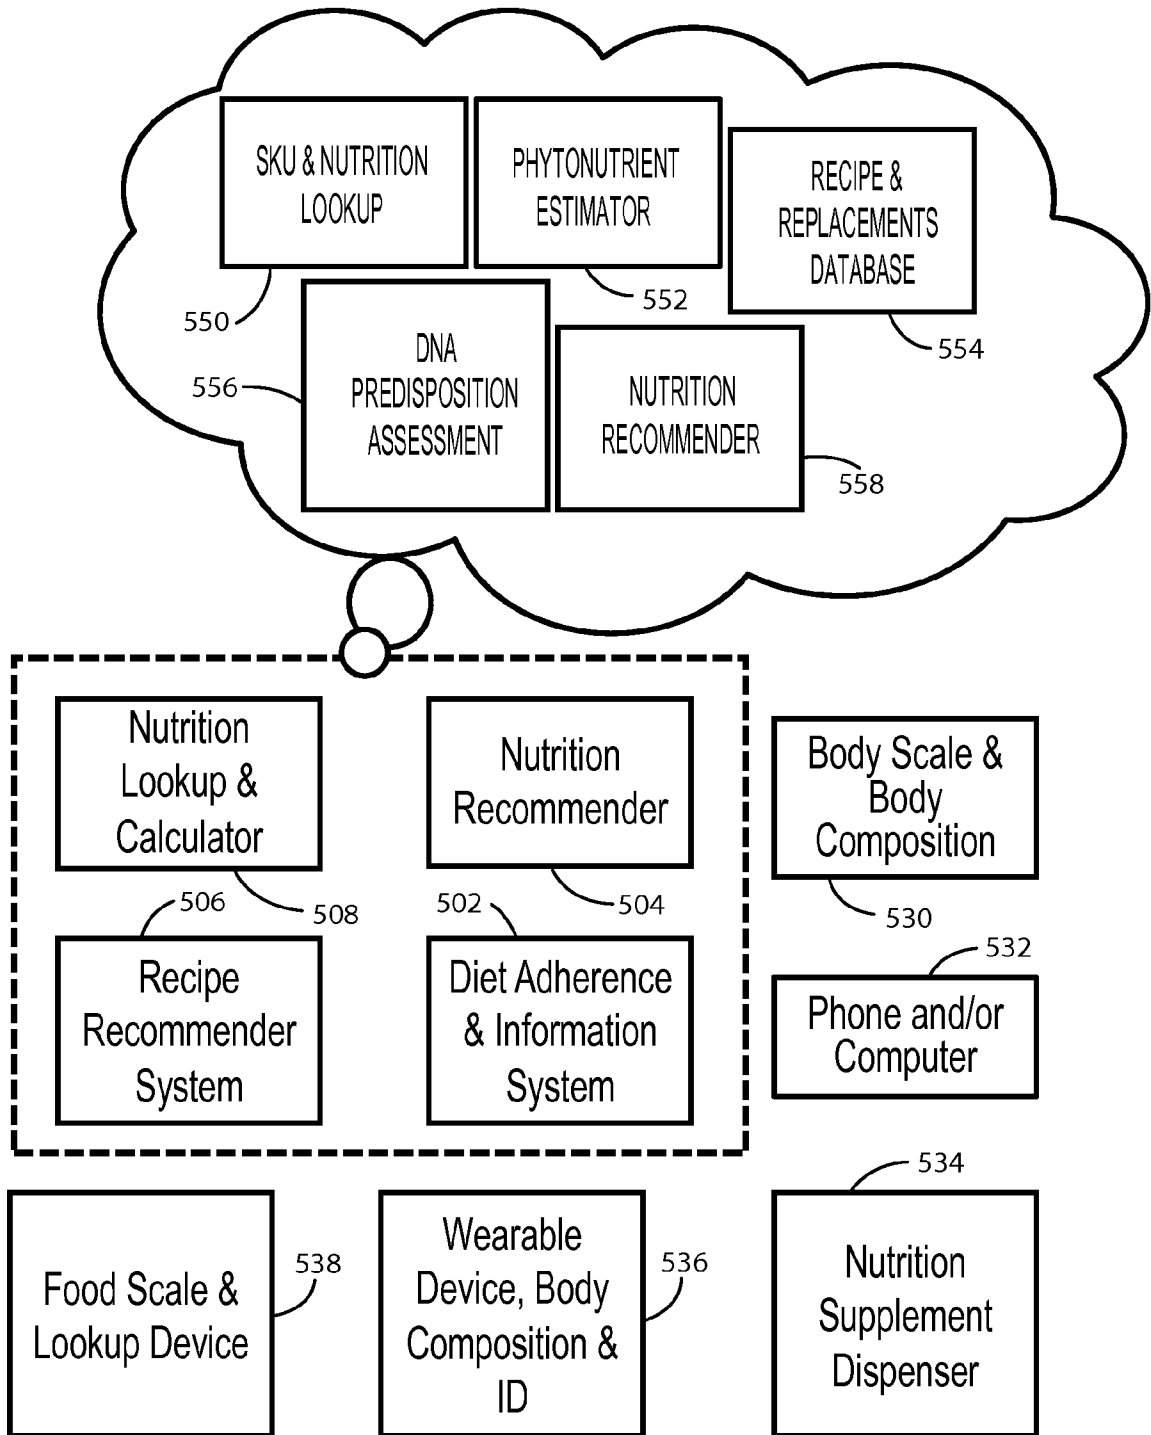 SKU & NUTRITION
LOOKUP
550
PHYTONUTRIENT
ESTIMATOR
552
RECIPE &
REPLACEMENTS
DATABASE
554
556
DNA
PREDISPOSITION
ASSESSMENT
NUTRITION
RECOMMENDER
558
Nutrition
Lookup &
Calculator
508
Nutrition
Recommender
504
Body Scale &
Body
Composition
530
506
Recipe
Recommender
System
502
Diet Adherence
& Information
System
532
Phone and/or
Computer
Food Scale &
Lookup Device
538
Wearable
Device, Body
Composition &
ID
536
534
Nutrition
Supplement
Dispenser